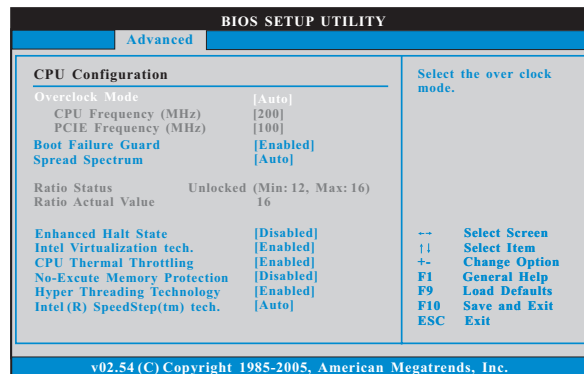 BIOS SETUP UTILITY
Advanced
CPU Configuration
Overclock Mode [Auto]
CPU Frequency (MHz) [200]
PCIE Frequency (MHz) [100]
Boot Failure Guard [Enabled]
Spread Spectrum [Auto]
Ratio Status Unlocked (Min: 12, Max: 16)
Ratio Actual Value 16
Enhanced Halt State [Disabled]
Intel Virtualization tech. [Enabled]
CPU Thermal Throttling [Enabled]
No-Excute Memory Protection [Disabled]
Hyper Threading Technology [Enabled]
Intel (R) SpeedStep(tm) tech. [Auto]
Select the over clock
mode.
←→ Select Screen
↑↓ Select Item
+- Change Option
F1 General Help
F9 Load Defaults
F10 Save and Exit
ESC Exit
v02.54 (C) Copyright 1985-2005, American Megatrends, Inc.